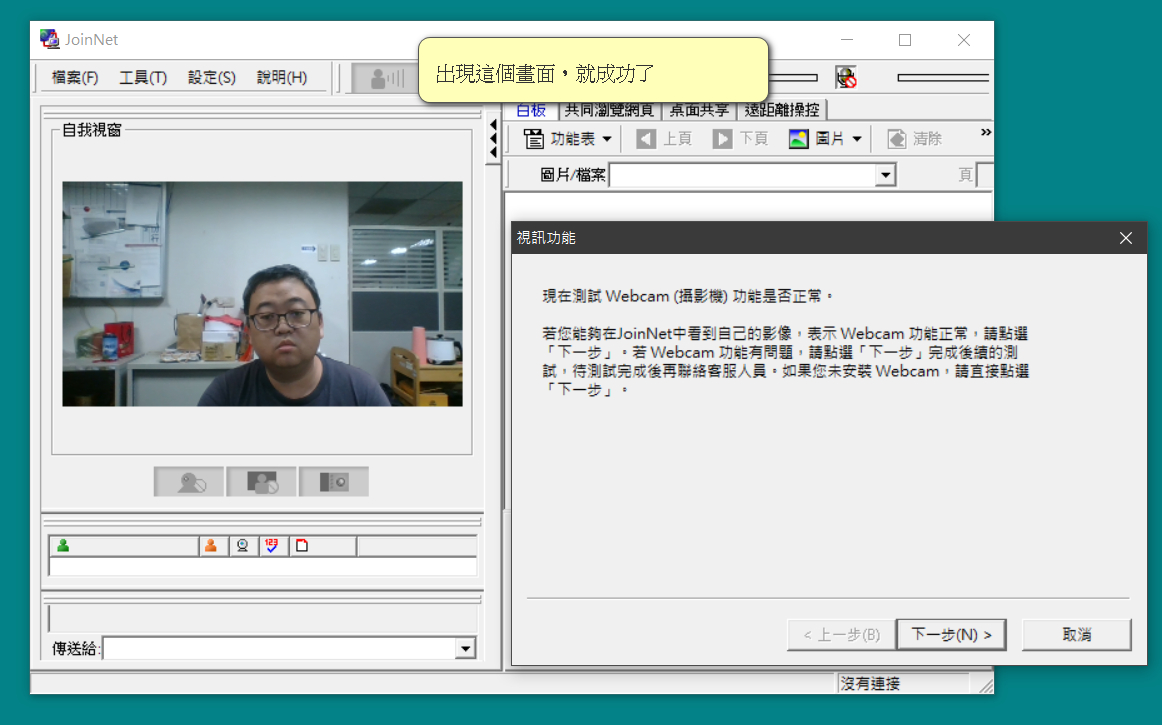 JoinNet
出現這個畫面，就成功了
檔案(F) 工具(T) 設定(S) 說明(H)
白板 共同瀏覽網頁 桌面共享 遠距離操控
功能表 上頁 下頁 圖片 清除 »
圖片/檔案 頁
自我視窗
視訊功能
現在測試 Webcam (攝影機) 功能是否正常。
若您能夠在JoinNet中看到自己的影像，表示 Webcam 功能正常，請點選
「下一步」。若 Webcam 功能有問題，請點選「下一步」完成後續的測
試，待測試完成後再聯絡客服人員。如果您未安裝 Webcam，請直接點選
「下一步」。
123
傳送給:
< 上一步(B) 下一步(N) > 取消
沒有連接